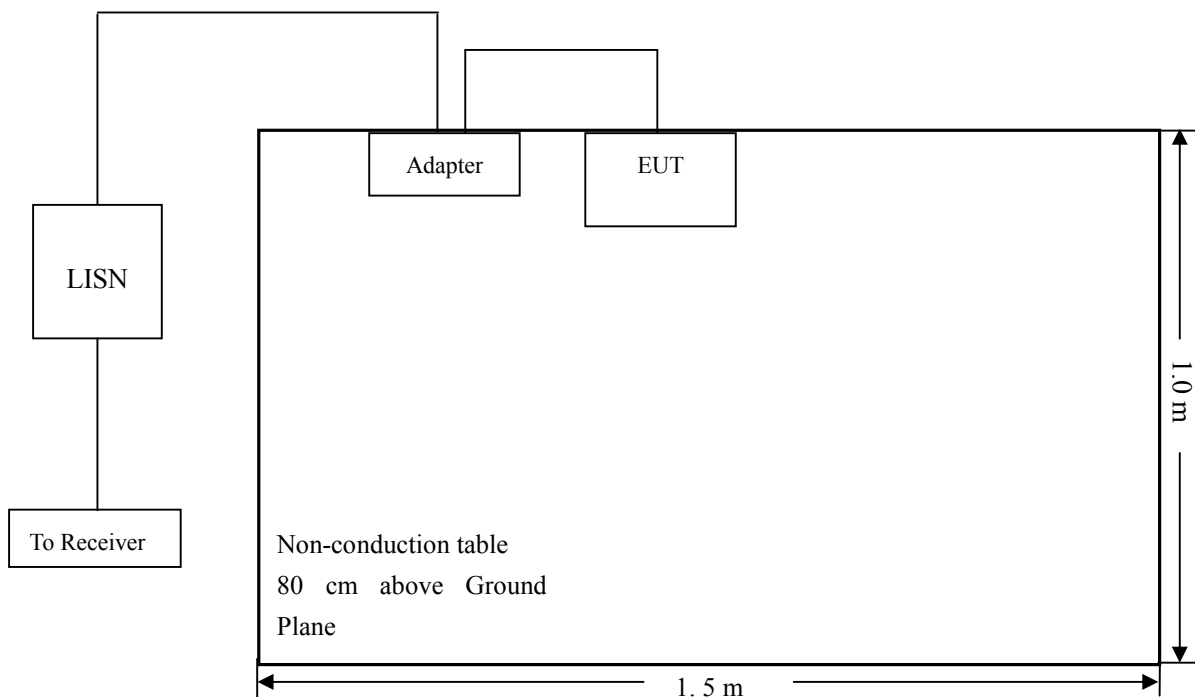 Adapter
EUT
LISN
1.0 m
To Receiver
Non-conduction table
80 cm above Ground
Plane
1. 5 m